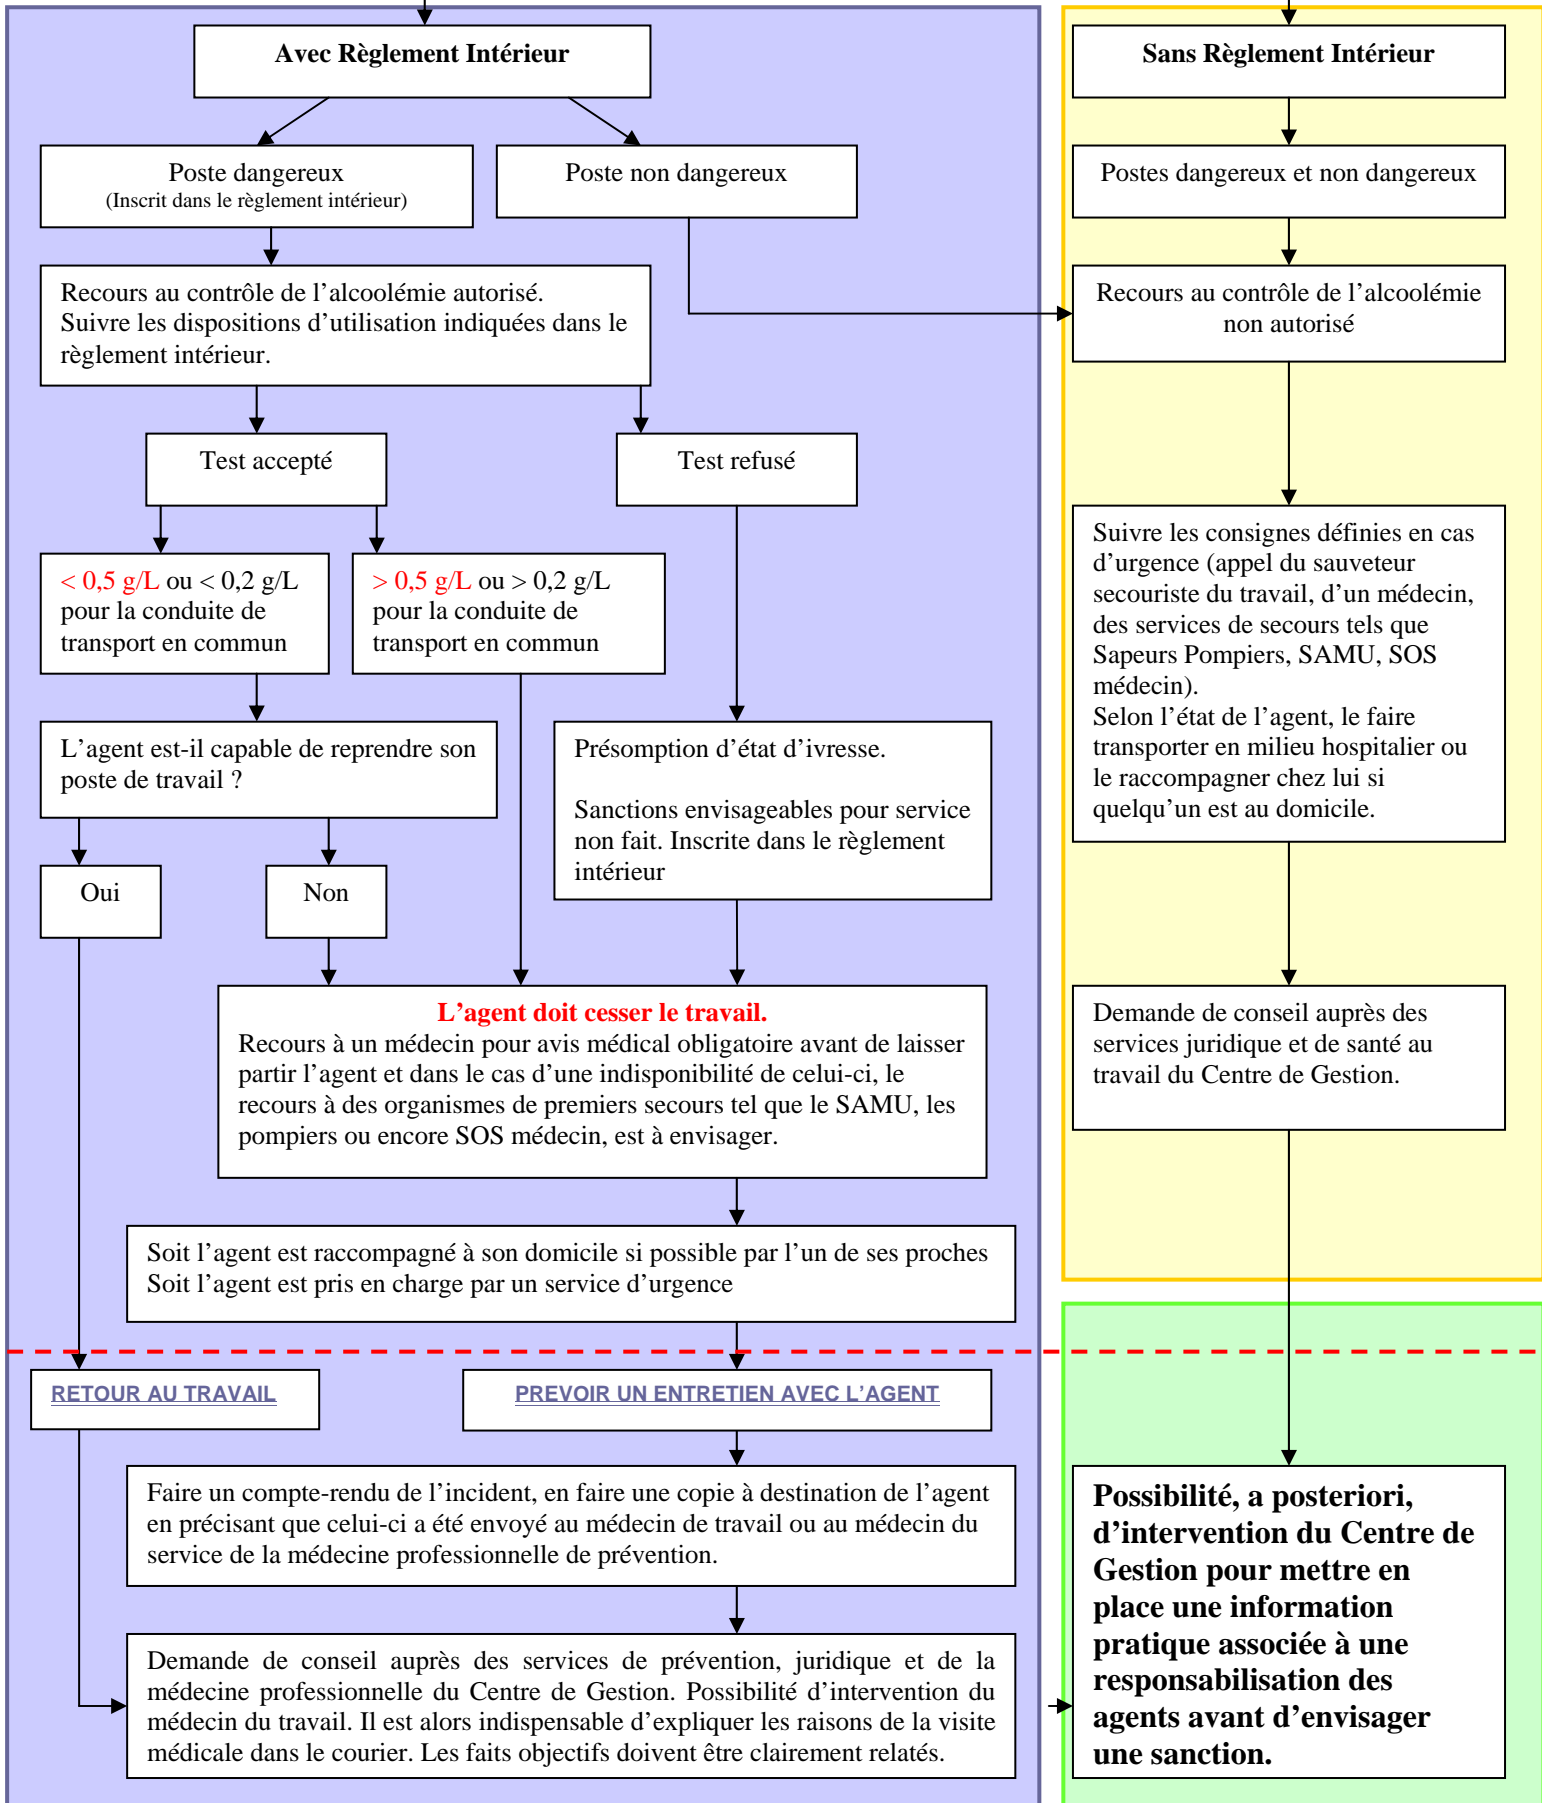 Avec Règlement Intérieur
Poste dangereux
(Inscrit dans le règlement intérieur)
Poste non dangereux
Recours au contrôle de l’alcoolémie autorisé.
Suivre les dispositions d’utilisation indiquées dans le
règlement intérieur.
Test accepté
Test refusé
< 0,5 g/L ou < 0,2 g/L
pour la conduite de
transport en commun
> 0,5 g/L ou > 0,2 g/L
pour la conduite de
transport en commun
L’agent est-il capable de reprendre son
poste de travail ?
Présomption d’état d’ivresse.
Sanctions envisageables pour service
non fait. Inscrite dans le règlement
intérieur
Oui
Non
L’agent doit cesser le travail.
Recours à un médecin pour avis médical obligatoire avant de laisser
partir l’agent et dans le cas d’une indisponibilité de celui-ci, le
recours à des organismes de premiers secours tel que le SAMU, les
pompiers ou encore SOS médecin, est à envisager.
Soit l’agent est raccompagné à son domicile si possible par l’un de ses proches
Soit l’agent est pris en charge par un service d’urgence
RETOUR AU TRAVAIL
PREVOIR UN ENTRETIEN AVEC L’AGENT
Faire un compte-rendu de l’incident, en faire une copie à destination de l’agent
en précisant que celui-ci a été envoyé au médecin de travail ou au médecin du
service de la médecine professionnelle de prévention.
Demande de conseil auprès des services de prévention, juridique et de la
médecine professionnelle du Centre de Gestion. Possibilité d’intervention du
médecin du travail. Il est alors indispensable d’expliquer les raisons de la visite
médicale dans le courier. Les faits objectifs doivent être clairement relatés.
Sans Règlement Intérieur
Postes dangereux et non dangereux
Recours au contrôle de l’alcoolémie
non autorisé
Suivre les consignes définies en cas
d’urgence (appel du sauveteur
secouriste du travail, d’un médecin,
des services de secours tels que
Sapeurs Pompiers, SAMU, SOS
médecin).
Selon l’état de l’agent, le faire
transporter en milieu hospitalier ou
le raccompagner chez lui si
quelqu’un est au domicile.
Demande de conseil auprès des
services juridique et de santé au
travail du Centre de Gestion.
Possibilité, a posteriori,
d’intervention du Centre de
Gestion pour mettre en
place une information
pratique associée à une
responsabilisation des
agents avant d’envisager
une sanction.